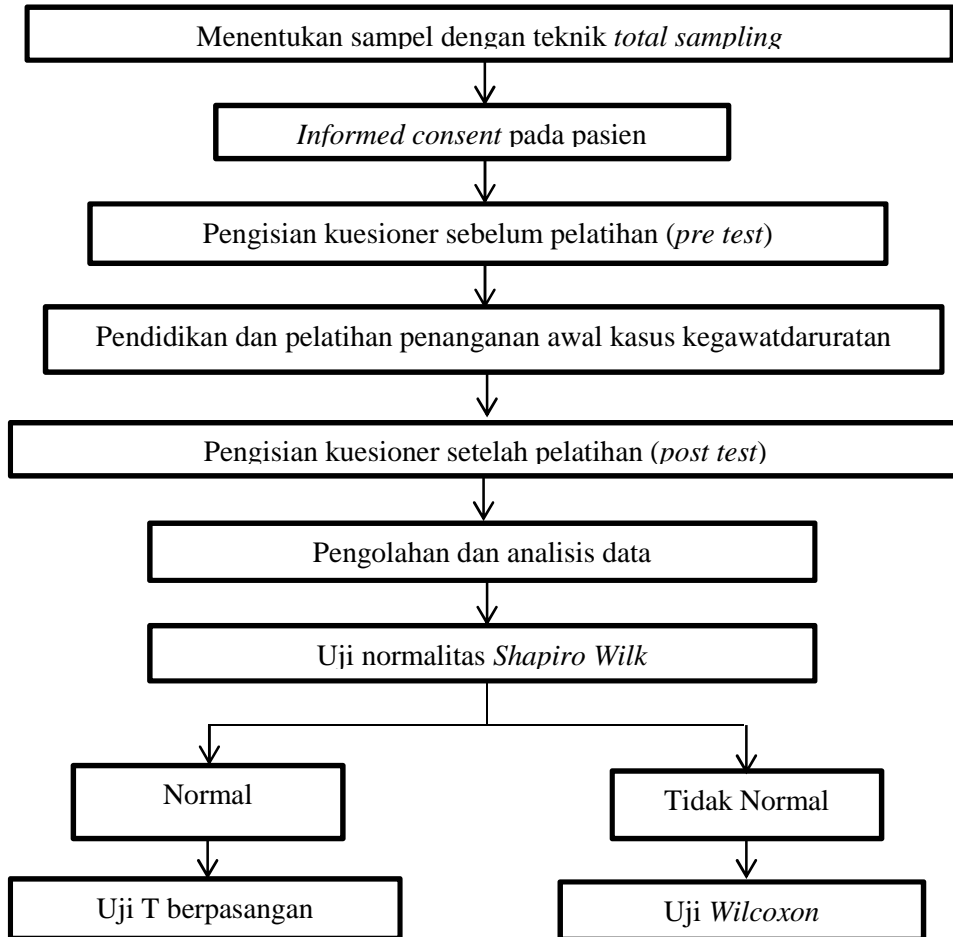 Menentukan sampel dengan teknik total sampling
Informed consent pada pasien
Pengisian kuesioner sebelum pelatihan (pre test)
Pendidikan dan pelatihan penanganan awal kasus kegawatdaruratan
Pengisian kuesioner setelah pelatihan (post test)
Pengolahan dan analisis data
Uji normalitas Shapiro Wilk
Normal
Tidak Normal
Uji T berpasangan
Uji Wilcoxon